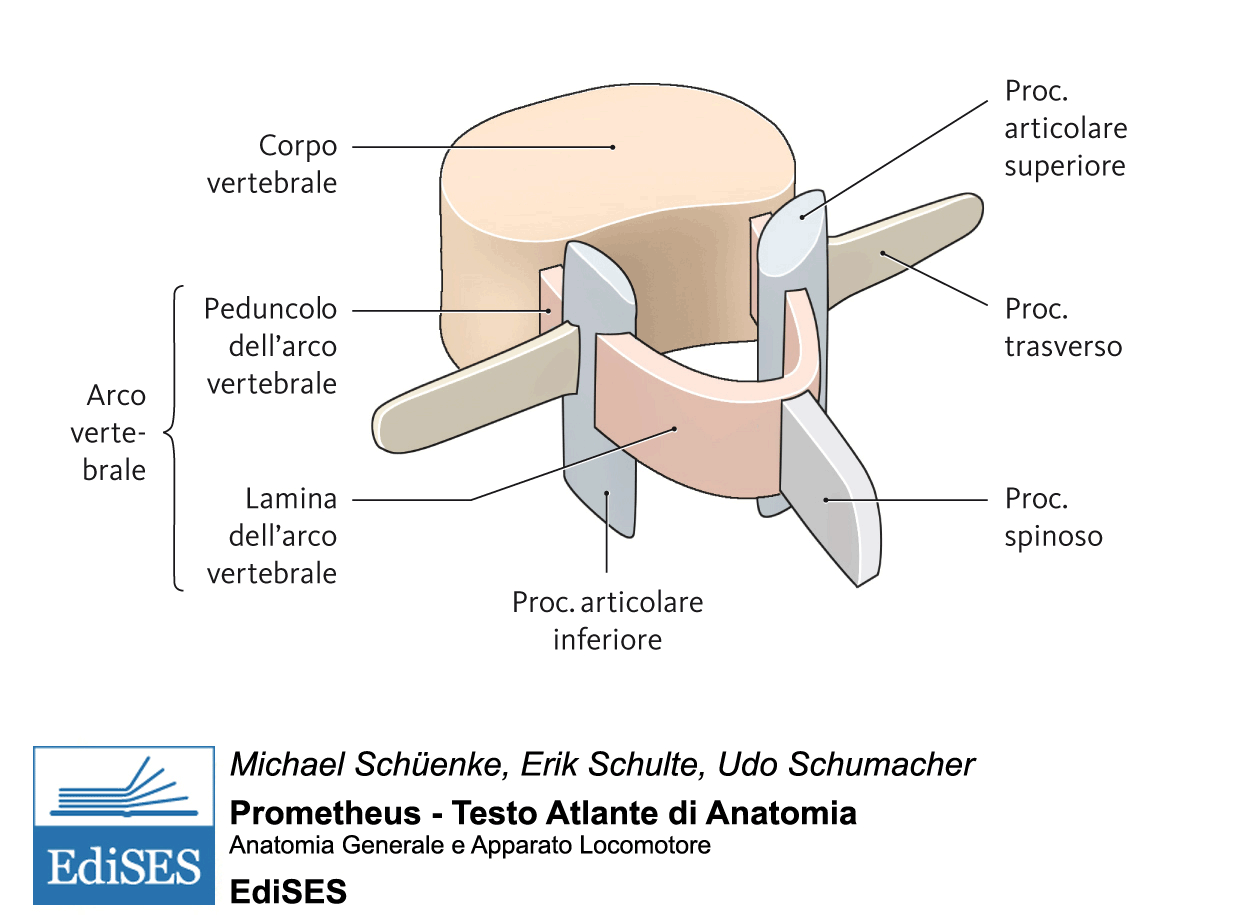 Corpo
vertebrale
Proc.
articolare
superiore
Peduncolo
dell'arco
vertebrale
Arco
verte-
brale
Lamina
dell'arco
vertebrale
Proc.
trasverso
Proc.
spinoso
Proc. articolare
inferiore
Michael Schüenke, Erik Schulte, Udo Schumacher
Prometheus - Testo Atlante di Anatomia
Anatomia Generale e Apparato Locomotore
EdiSES
EdiSES